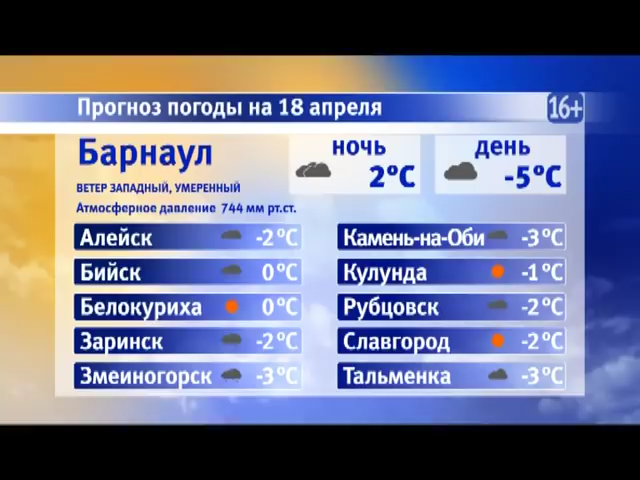 Прогноз погоды на 18 апреля
16+
Барнаул
ВЕТЕР ЗАПАДНЫЙ, УМЕРЕННЫЙ
Атмосферное давление 744 мм рт.ст.
ночь
2°C
день
-5°C
Алейск -2°C
Бийск 0°C
Белокуриха 0°C
Заринск -2°C
Змеиногорск -3°C
Камень-на-Оби -3°C
Кулунда -1°C
Рубцовск -2°C
Славгород -2°C
Тальменка -3°C